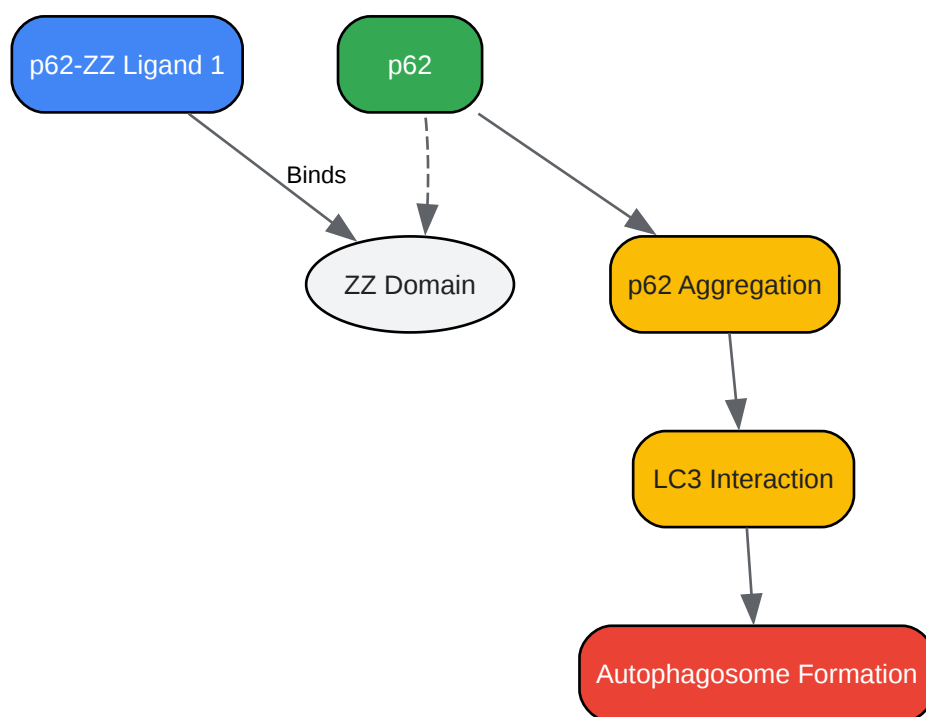 p62-ZZ Ligand 1
p62
Binds
ZZ Domain
p62 Aggregation
LC3 Interaction
Autophagosome Formation